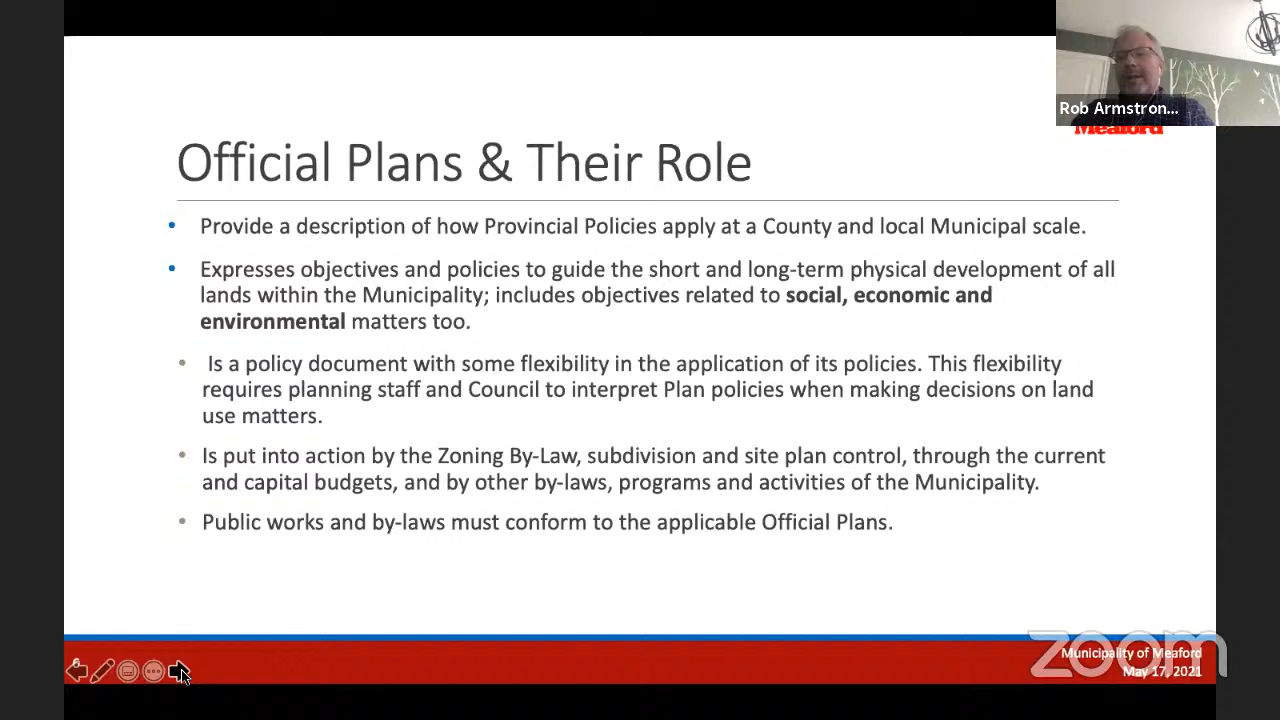 Rob Armstron...
Meaford
Official Plans & Their Role
• Provide a description of how Provincial Policies apply at a County and local Municipal scale.
• Expresses objectives and policies to guide the short and long-term physical development of all
lands within the Municipality; includes objectives related to social, economic and
environmental matters too.
• Is a policy document with some flexibility in the application of its policies. This flexibility
requires planning staff and Council to interpret Plan policies when making decisions on land
use matters.
• Is put into action by the Zoning By-Law, subdivision and site plan control, through the current
and capital budgets, and by other by-laws, programs and activities of the Municipality.
• Public works and by-laws must conform to the applicable Official Plans.
6
zoom
Municipality of Meaford
May 17, 2021